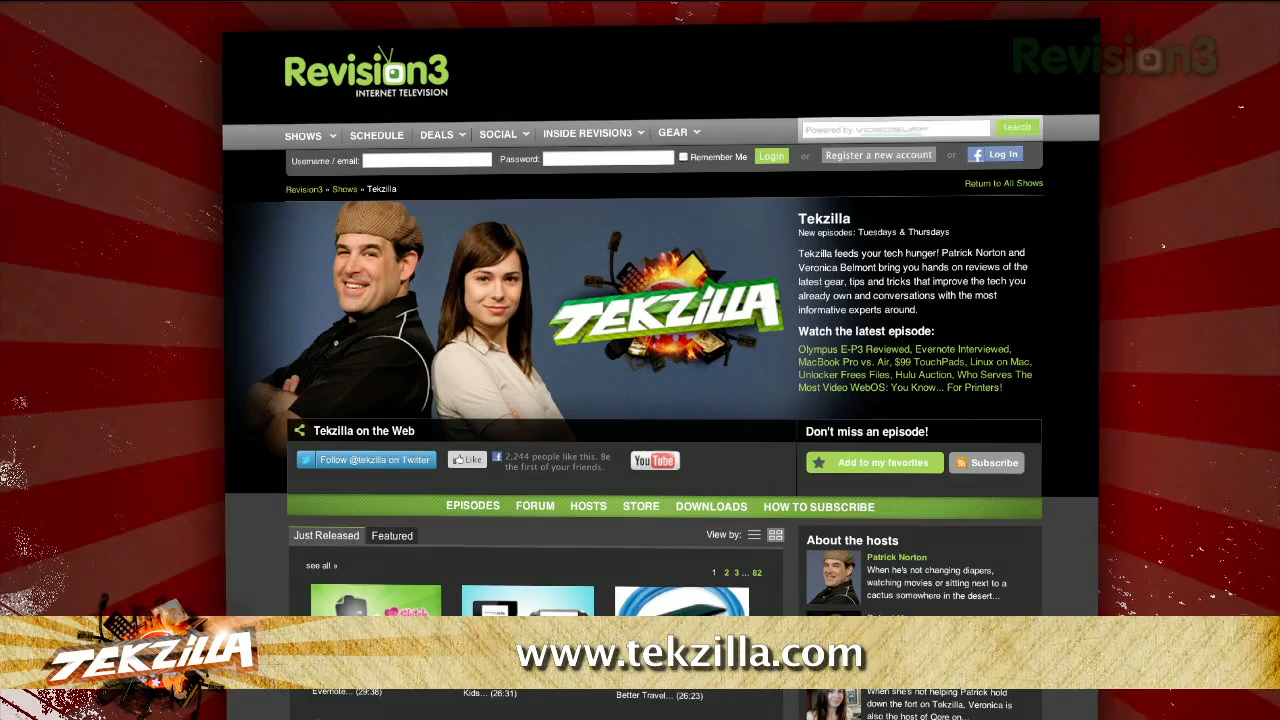 Revision3
INTERNET TELEVISION
Revision3
SHOWS
SCHEDULE
DEALS
SOCIAL
INSIDE REVISION3
GEAR
Powered by VIDEOSURF
search
Username / email:
Password:
Remember Me
Login
or
Register a new account
or
Log In
Revision3 » Shows » Tekzilla
Return to All Shows
TEKZILLA
Tekzilla
New episodes: Tuesdays & Thursdays
Tekzilla feeds your tech hunger! Patrick Norton and
Veronica Belmont bring you hands on reviews of the
latest gear, tips and tricks that improve the tech you
already own and conversations with the most
informative experts around.
Watch the latest episode:
Olympus E-P3 Reviewed, Evernote Interviewed,
MacBook Pro vs. Air, $99 TouchPads, Linux on Mac,
Unlocker Frees Files, Hulu Auction, Who Serves The
Most Video WebOS: You Know... For Printers!
Tekzilla on the Web
Follow @tekzilla on Twitter
Like
2,244 people like this. Be
the first of your friends.
YouTube
Don't miss an episode!
Add to my favorites
Subscribe
EPISODES
FORUM
HOSTS
STORE
DOWNLOADS
HOW TO SUBSCRIBE
Just Released
Featured
View by:
see all »
1 2 3 ... 82
Skitch
About the hosts
Patrick Norton
When he's not changing diapers,
watching movies or sitting next to a
cactus somewhere in the desert...
TEKZILLA
www.tekzilla.com
Evernote... (29:38)
Kids... (26:31)
Better Travel... (26:23)
When she's not helping Patrick hold
down the fort on Tekzilla, Veronica is
also the host of Qore on...